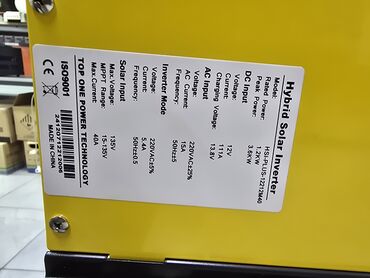 Hybrid Solar Inverter
Model: HSI-PLUS-12212M40
Rated Power: 1.2KW
Peak Power: 3.6KW
DC Input
Voltage: 12V
Current: 111A
Charging Voltage: 13.8V
AC Input
Voltage: 220VAC±25%
Current: 15A
Frequency: 50Hz±5
Inverter Mode
Voltage: 220VAC±5%
Current: 5.4A
Frequency: 50Hz±0.5
Solar Input
Max.Voltage: 135V
MPPT Range: 15-135V
Max.Current: 40A
TOP ONE POWER TECHNOLOGY
ISO9001
MADE IN CHINA